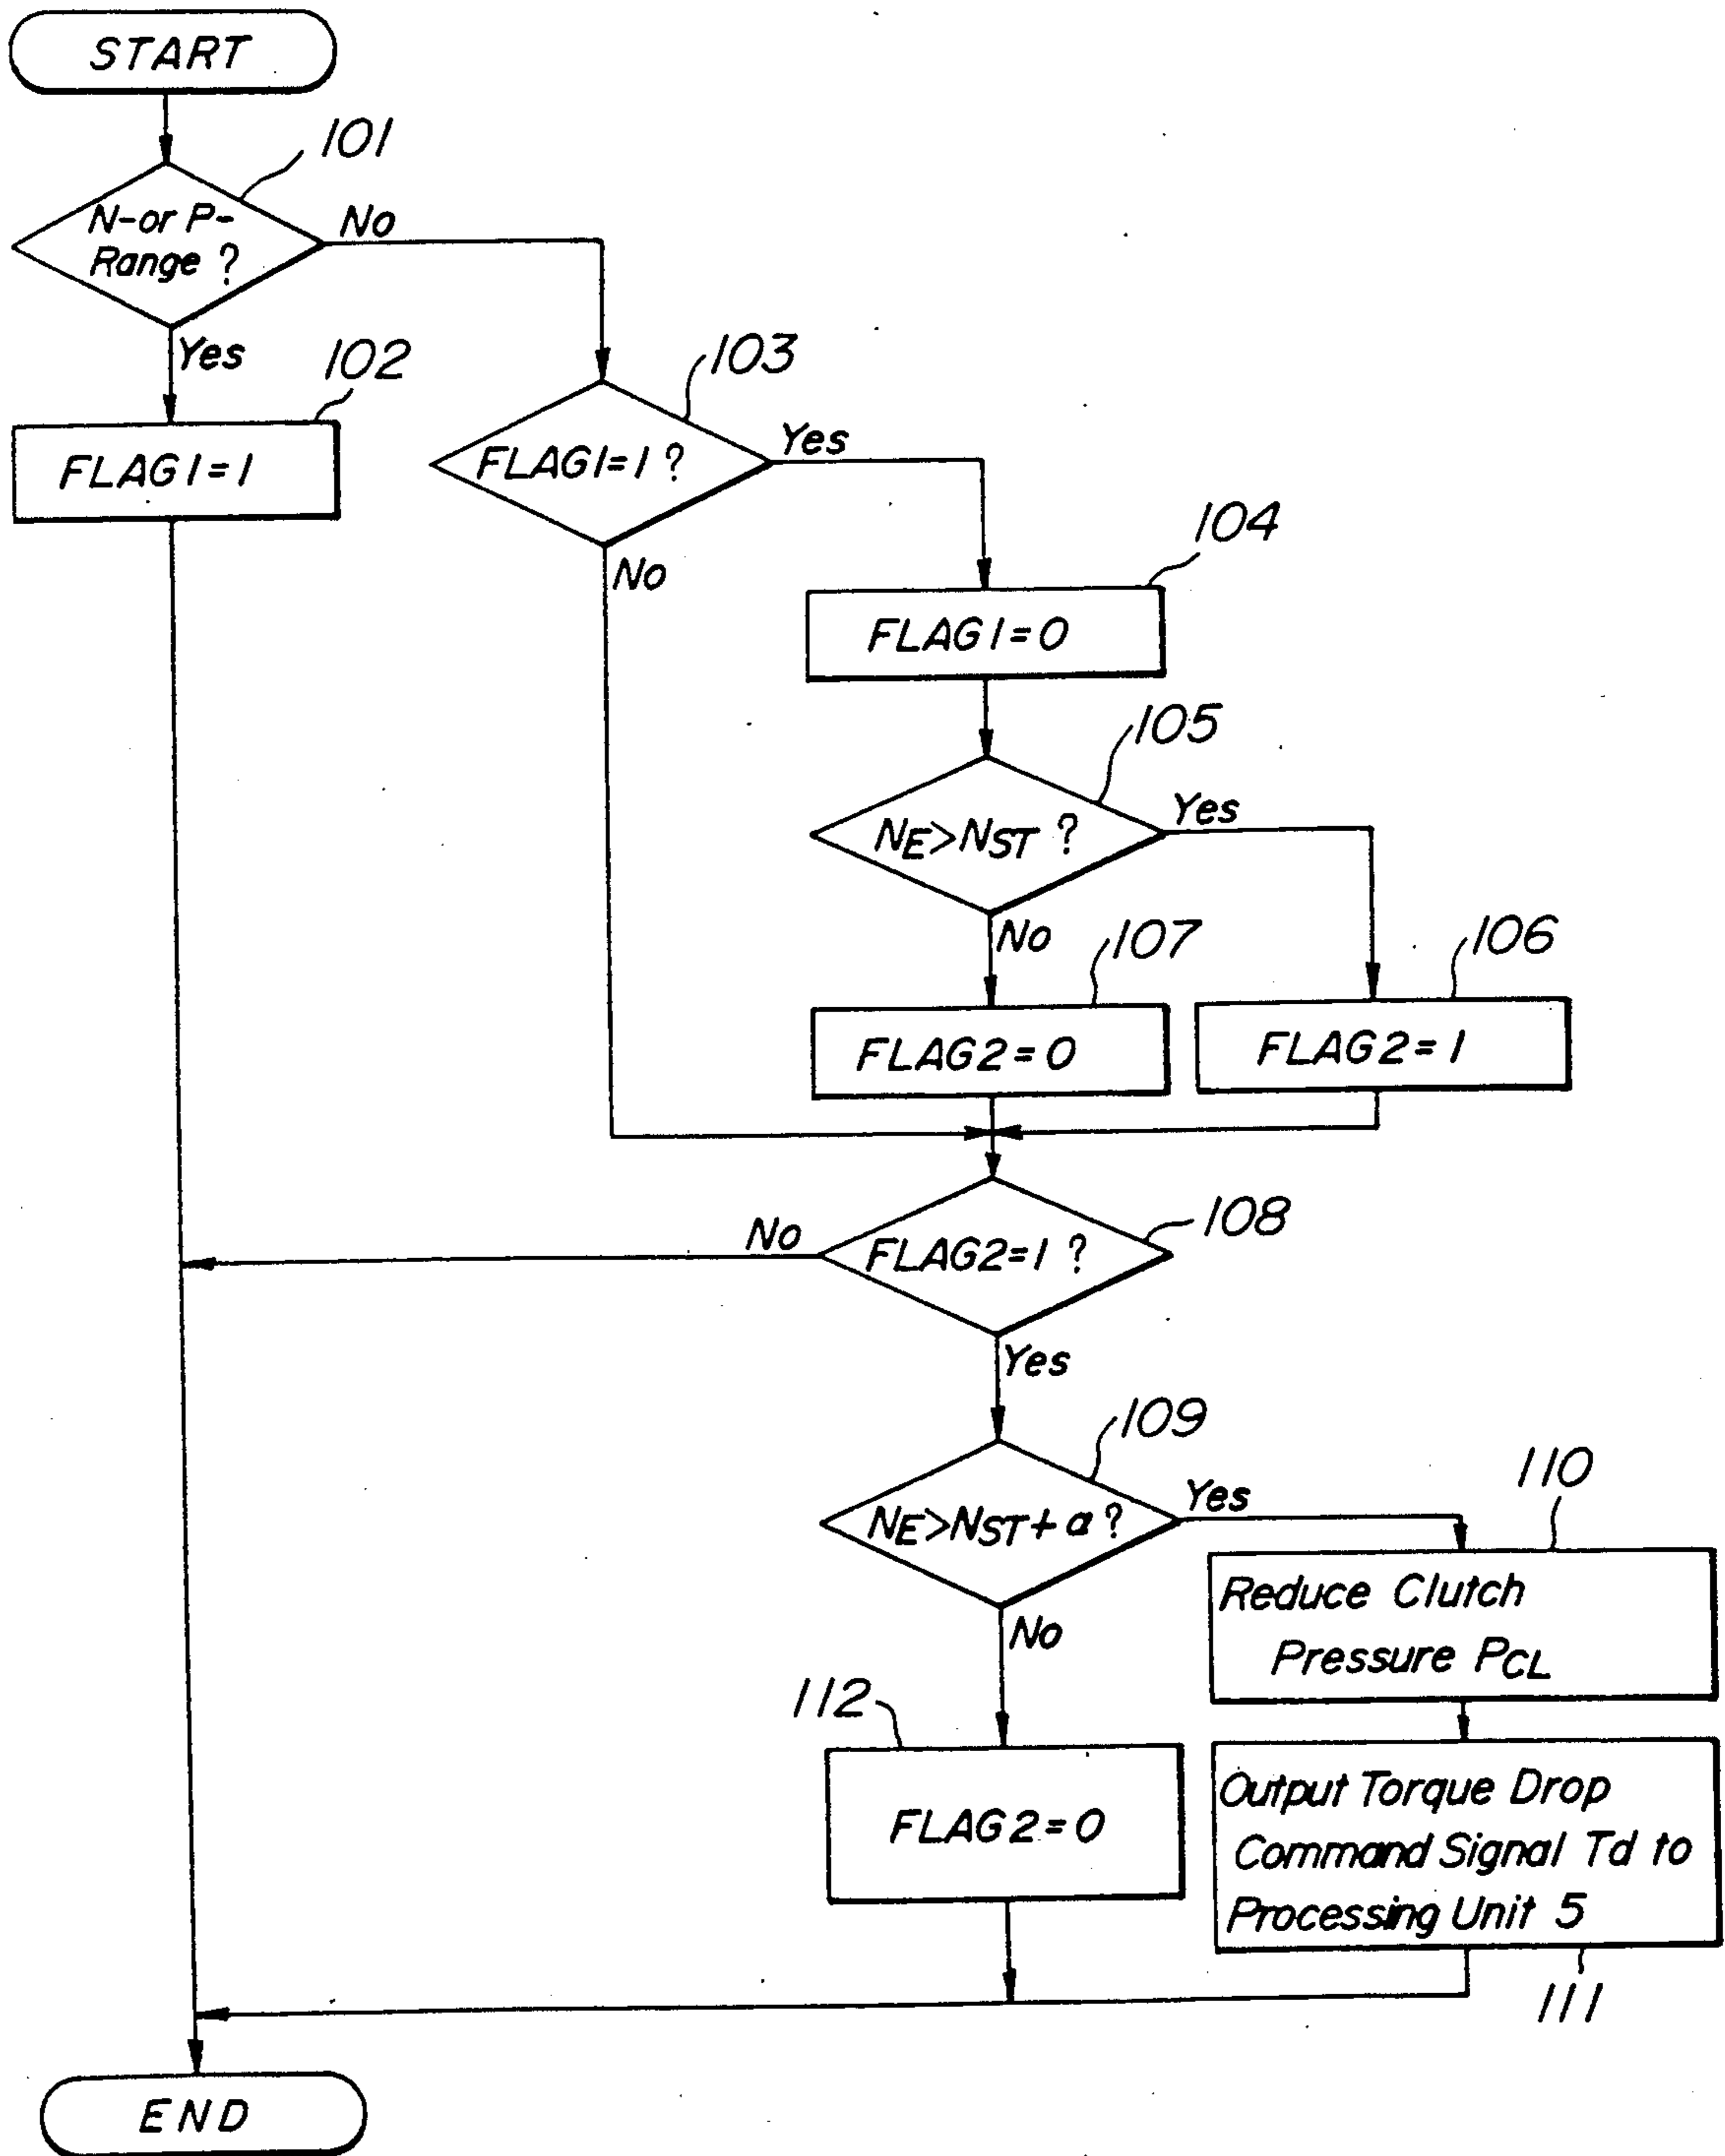 START
101
N-or P-
Range ?
No
Yes
102
FLAG1=1
103
FLAG1=1 ?
Yes
No
104
FLAG1=0
105
NE>NST ?
Yes
No
107
106
FLAG2=0
FLAG2=1
108
No
FLAG2=1 ?
Yes
109
NE>NST+α ?
Yes
No
110
Reduce Clutch
Pressure PCL
112
FLAG2=0
Output Torque Drop
Command Signal Td to
Processing Unit 5
111
END